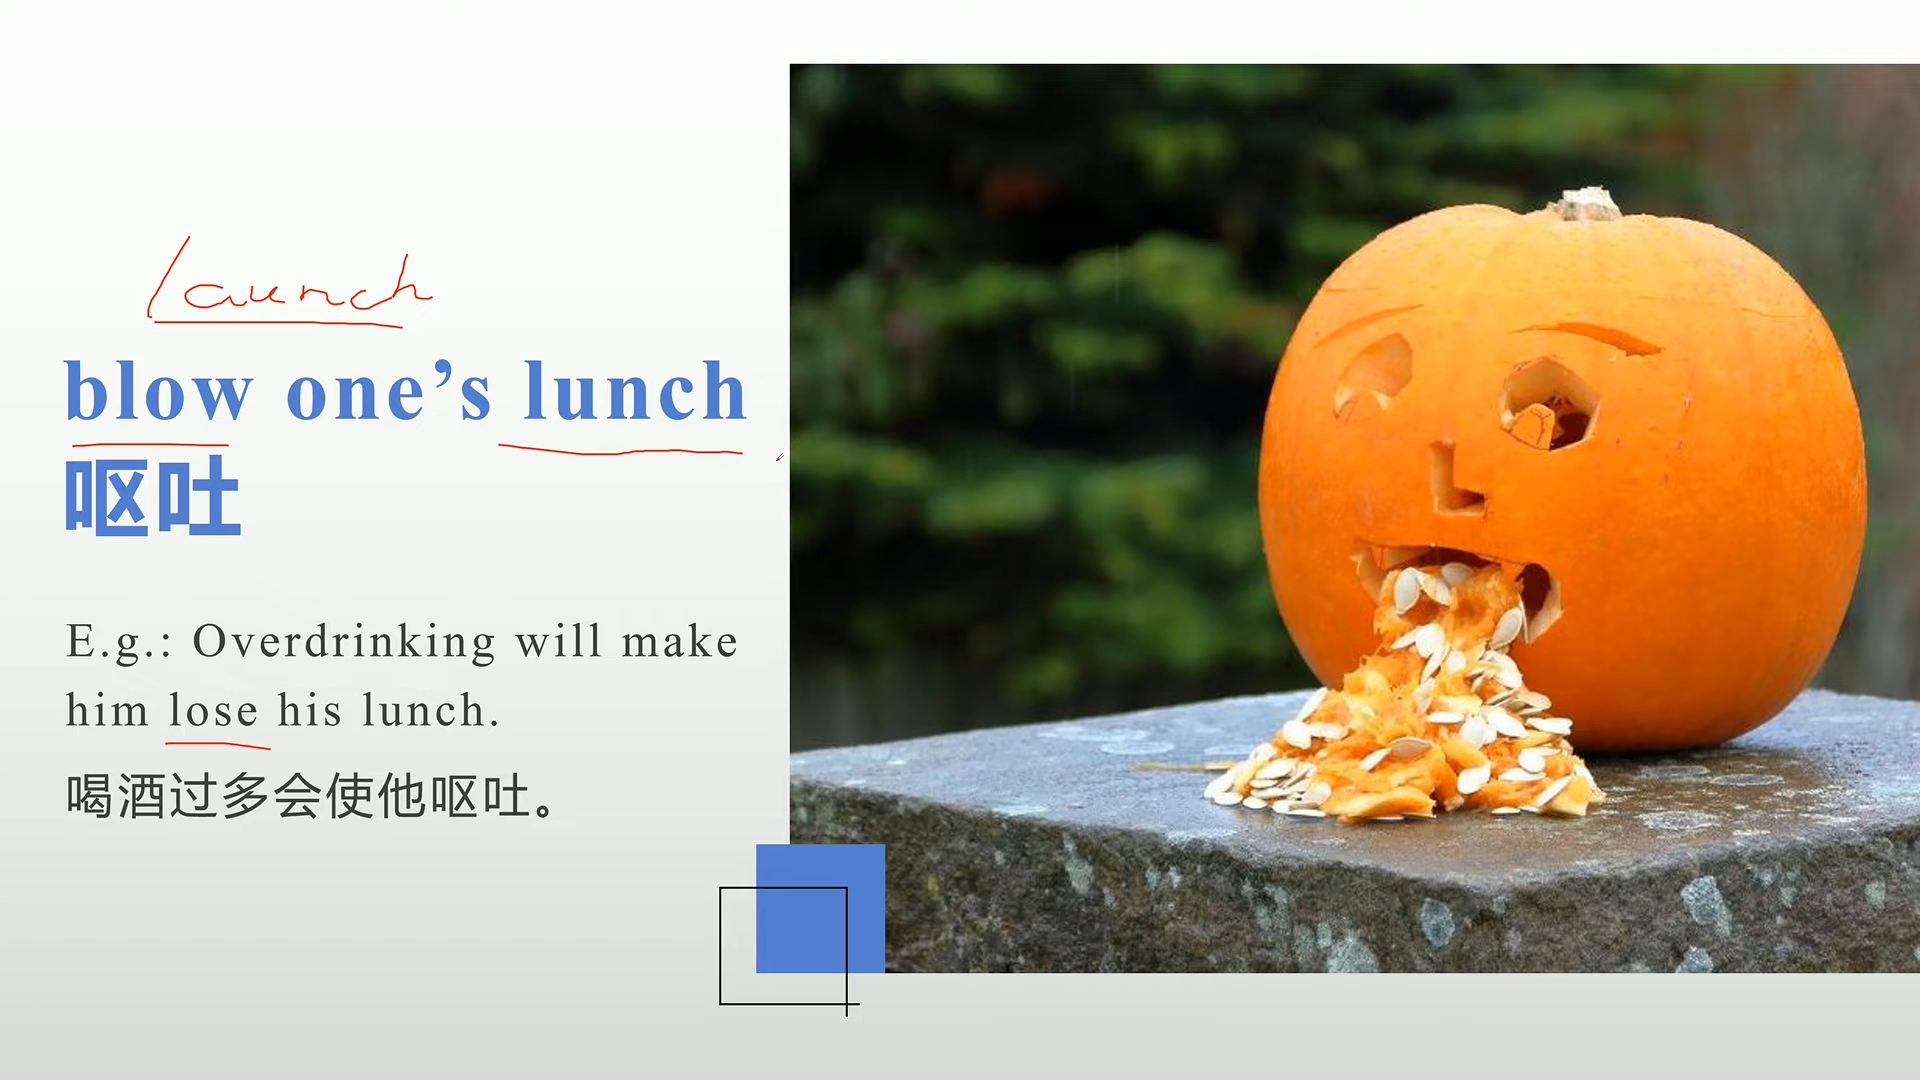 launch
blow one’s lunch
呕吐
E.g.: Overdrinking will make
him lose his lunch.
喝酒过多会使他呕吐。